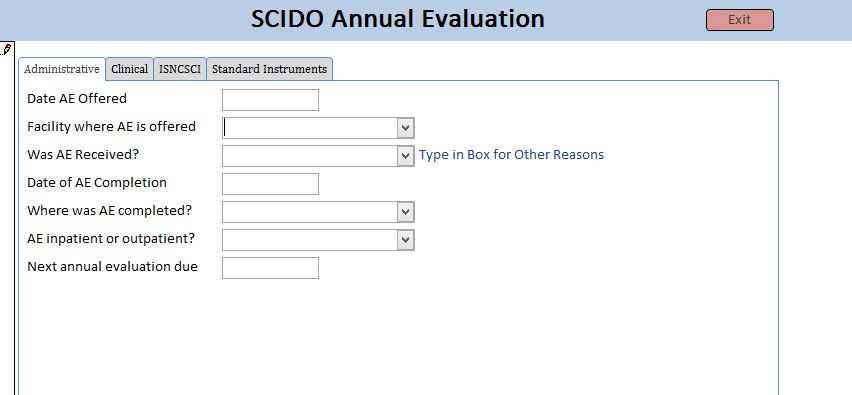 SCIDO Annual Evaluation
Exit
Administrative Clinical ISNCSCI Standard Instruments
Date AE Offered
Facility where AE is offered
Was AE Received? Type in Box for Other Reasons
Date of AE Completion
Where was AE completed?
AE inpatient or outpatient?
Next annual evaluation due